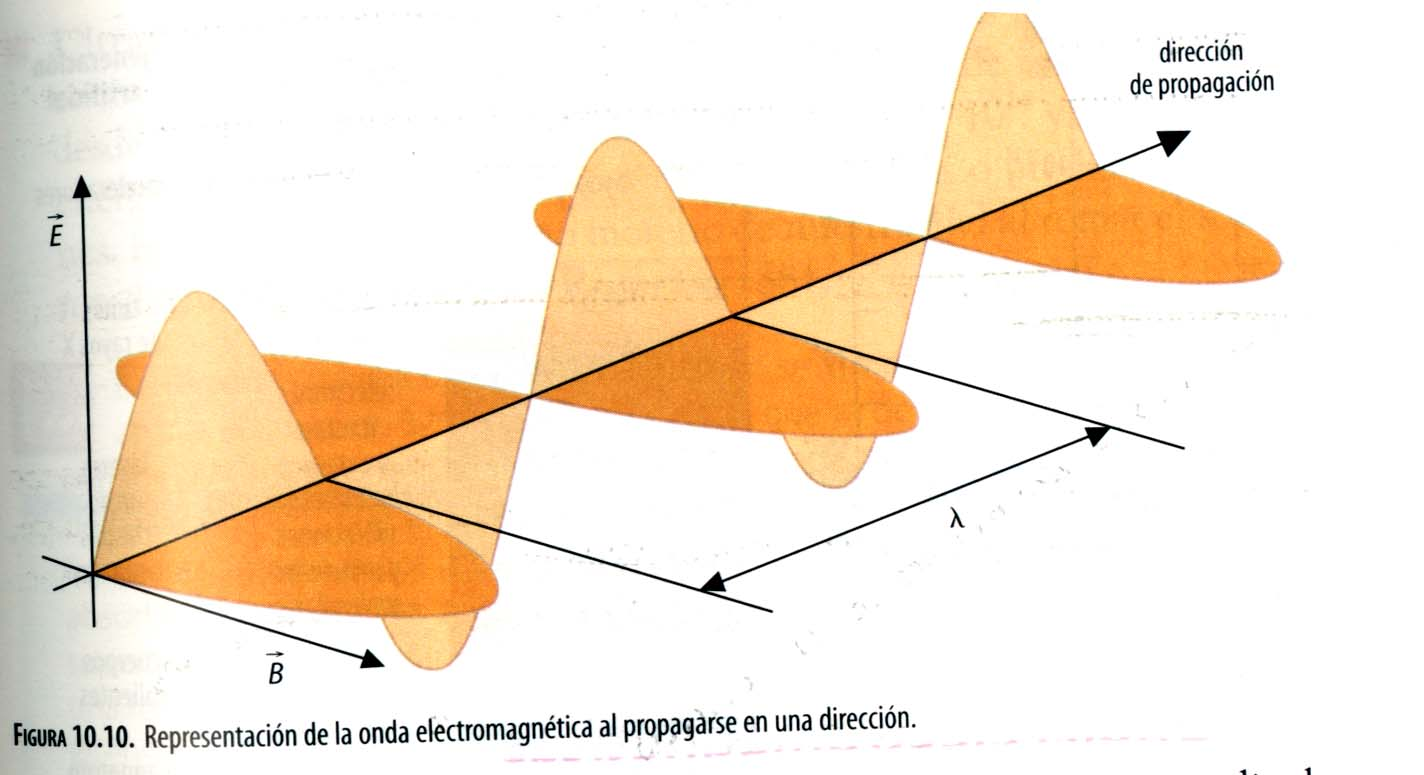 dirección
de propagación
E
B
λ
FIGURA 10.10. Representación de la onda electromagnética al propagarse en una dirección.